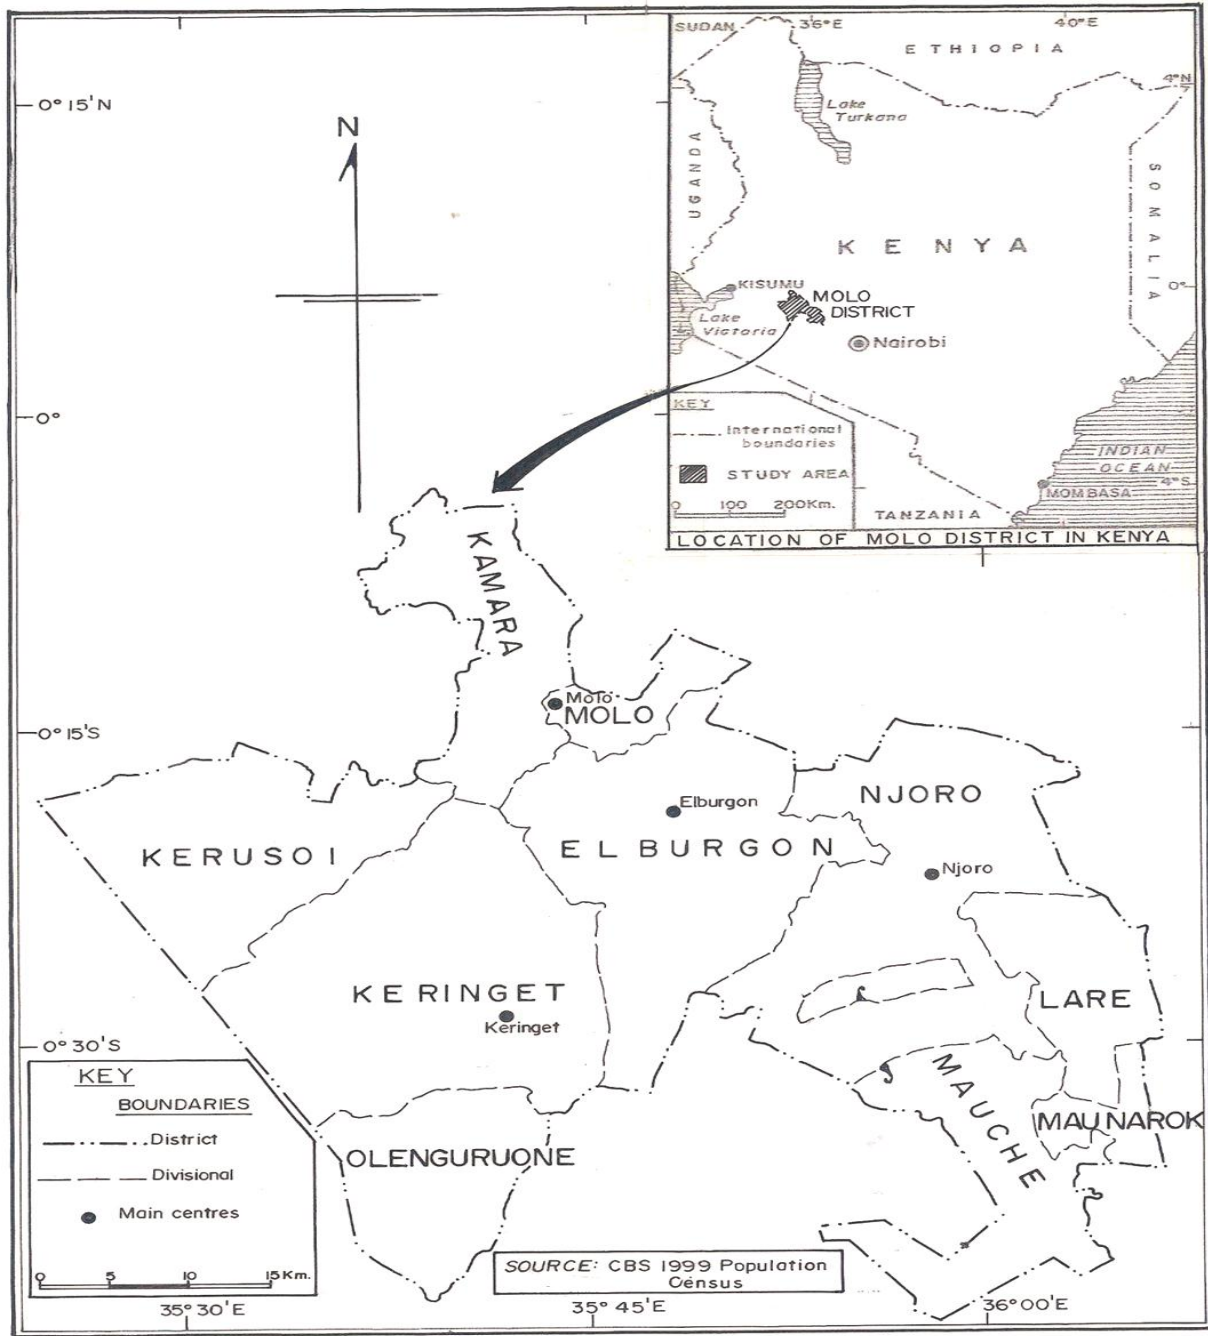 SUDAN
36°E
40°E
ETHIOPIA
4°N
0°15'N
Lake
Turkana
N
UGANDA
SOMALIA
KENYA
KISUMU
0°
MOLO
DISTRICT
Lake
Victoria
Nairobi
0°
KEY
International
boundaries
STUDY AREA
0 100 200Km.
INDIAN
OCEAN
4°S
MOMBASA
TANZANIA
LOCATION OF MOLO DISTRICT IN KENYA
KAMARA
Molo
MOLO
0°15'S
NJORO
Elburgon
ELBURGON
KERUSOI
Njoro
KERINGET
Keringet
LARE
0°30'S
MAUCHE
MAUNAROK
KEY
BOUNDARIES
District
Divisional
Main centres
0 5 10 15Km.
OLENGURUONE
SOURCE: CBS 1999 Population
Census
35°30'E
35°45'E
36°00'E